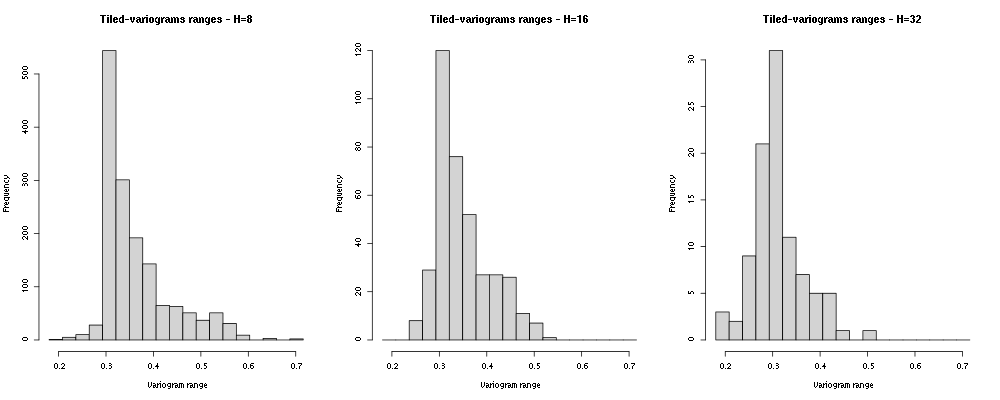 Tiled-variograms ranges - H=8
Tiled-variograms ranges - H=16
Tiled-variograms ranges - H=32
Frequency
0
100
200
300
400
500
0.2 0.3 0.4 0.5 0.6 0.7
Variogram range
Frequency
0
20
40
60
80
100
120
0.2 0.3 0.4 0.5 0.6 0.7
Variogram range
Frequency
0
5
10
15
20
25
30
0.2 0.3 0.4 0.5 0.6 0.7
Variogram range